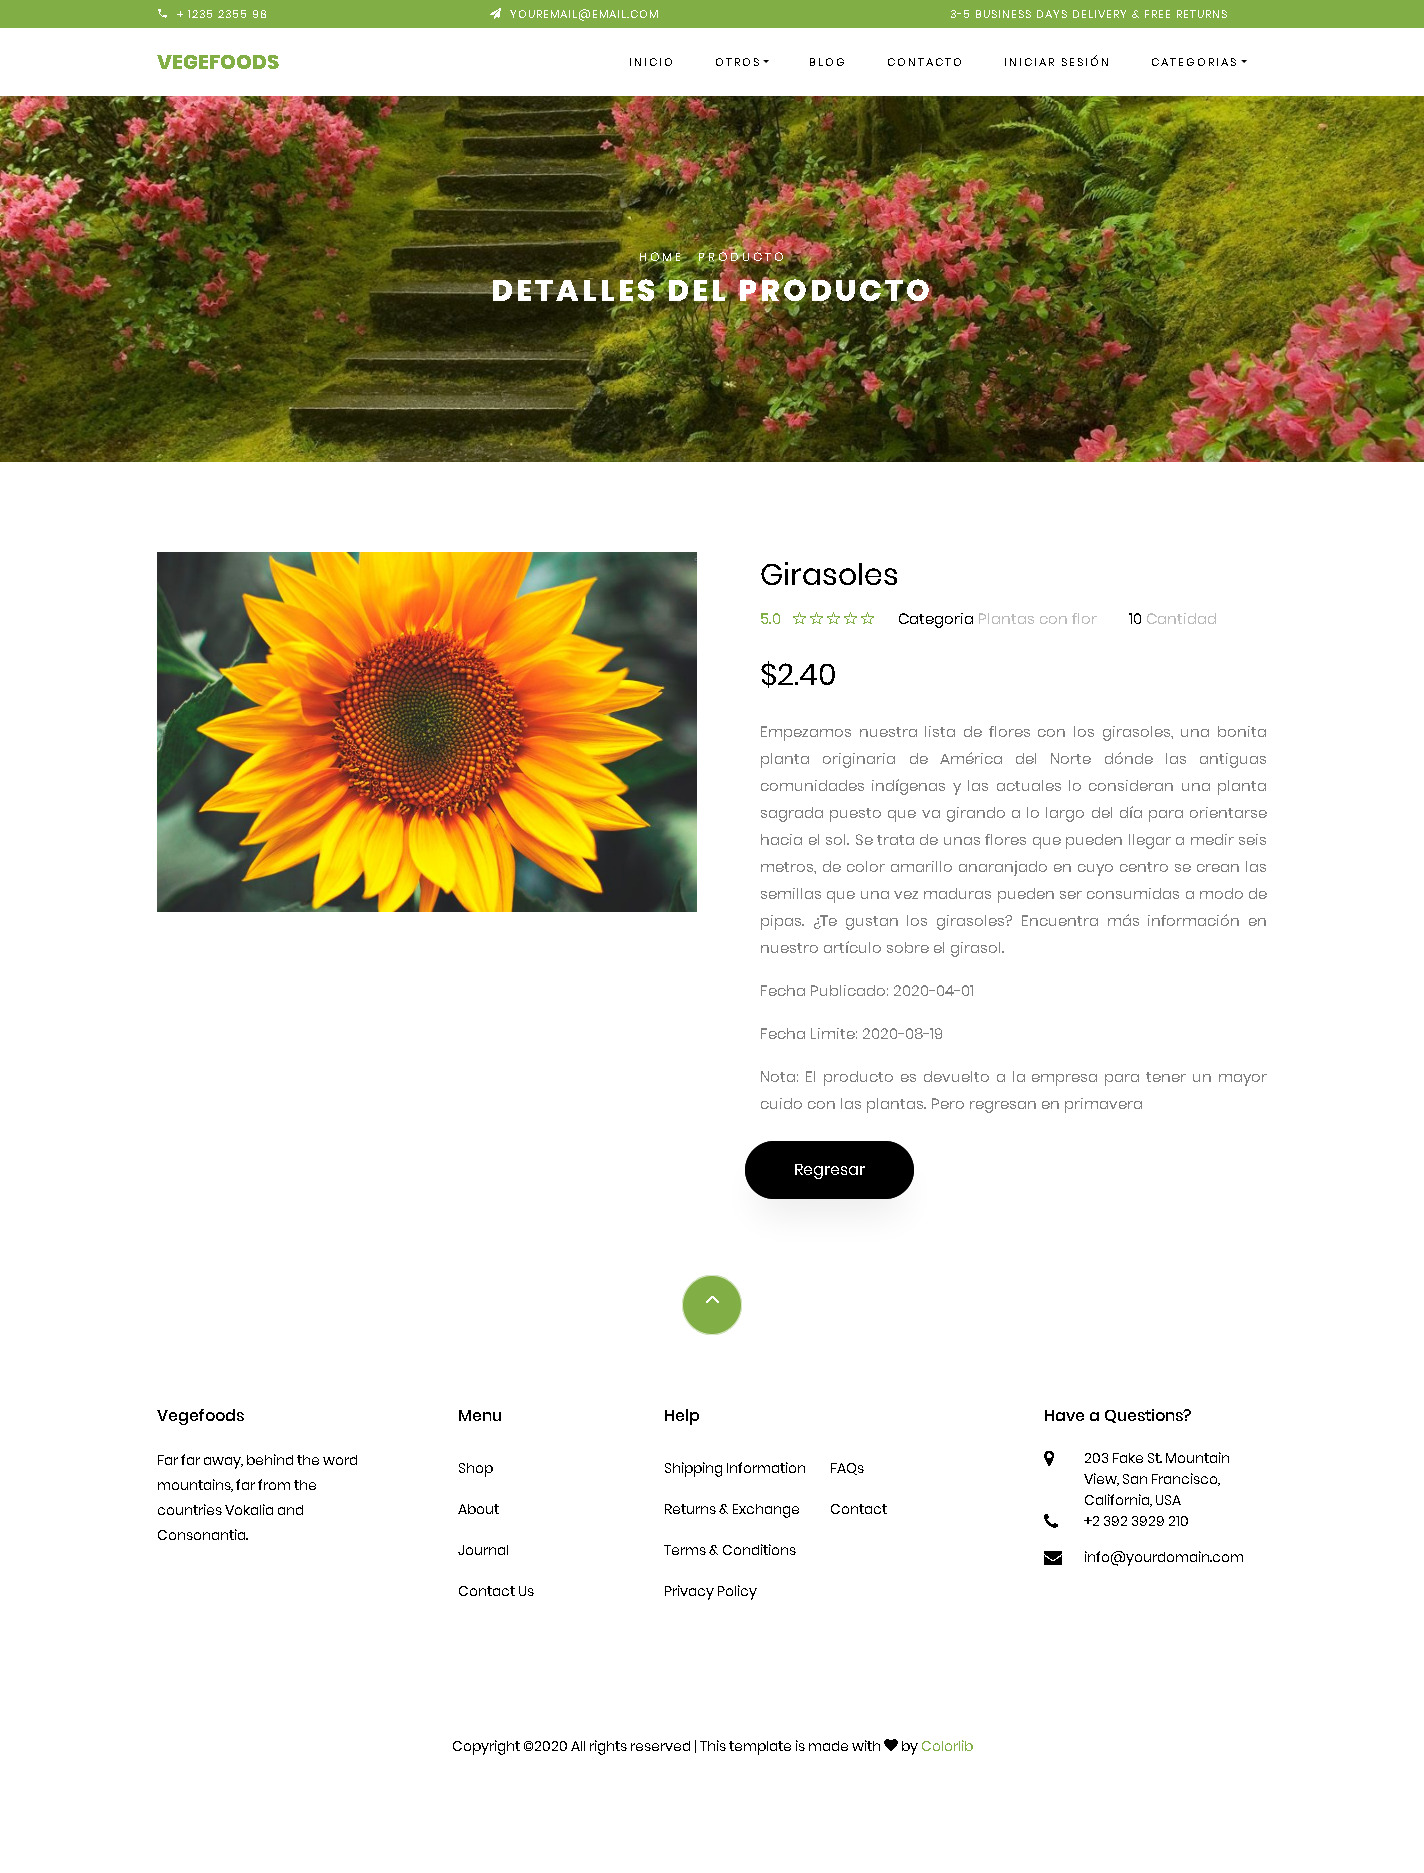 + 1235 2355 98
YOUREMAIL@EMAIL.COM
3-5 BUSINESS DAYS DELIVERY & FREE RETURNS
VEGEFOODS
INICIO
OTROS
BLOG
CONTACTO
INICIAR SESIÓN
CATEGORIAS
HOME PRODUCTO
DETALLES DEL PRODUCTO
Girasoles
5.0 ☆☆☆☆☆ Categoria Plantas con flor 10 Cantidad
$2.40
Empezamos nuestra lista de flores con los girasoles, una bonita
planta originaria de América del Norte dónde las antiguas
comunidades indígenas y las actuales lo consideran una planta
sagrada puesto que va girando a lo largo del día para orientarse
hacia el sol. Se trata de unas flores que pueden llegar a medir seis
metros, de color amarillo anaranjado en cuyo centro se crean las
semillas que una vez maduras pueden ser consumidas a modo de
pipas. ¿Te gustan los girasoles? Encuentra más información en
nuestro artículo sobre el girasol.
Fecha Publicado: 2020-04-01
Fecha Limite: 2020-08-19
Nota: El producto es devuelto a la empresa para tener un mayor
cuido con las plantas. Pero regresan en primavera
Regresar
Vegefoods
Far far away, behind the word
mountains, far from the
countries Vokalia and
Consonantia.
Menu
Shop
About
Journal
Contact Us
Help
Shipping Information
Returns & Exchange
Terms & Conditions
Privacy Policy
FAQs
Contact
Have a Questions?
203 Fake St. Mountain
View, San Francisco,
California, USA
+2 392 3929 210
info@yourdomain.com
Copyright ©2020 All rights reserved | This template is made with ♥ by Colorlib